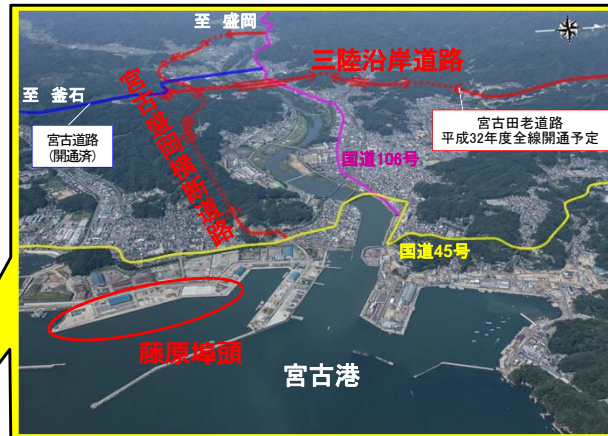 至 盛岡
三陸沿岸道路
至 釜石
宮古道路
(開通済)
宮古盛岡横断道路
宮古田老道路
平成32年度全線開通予定
国道106号
国道45号
藤原埠頭
宮古港